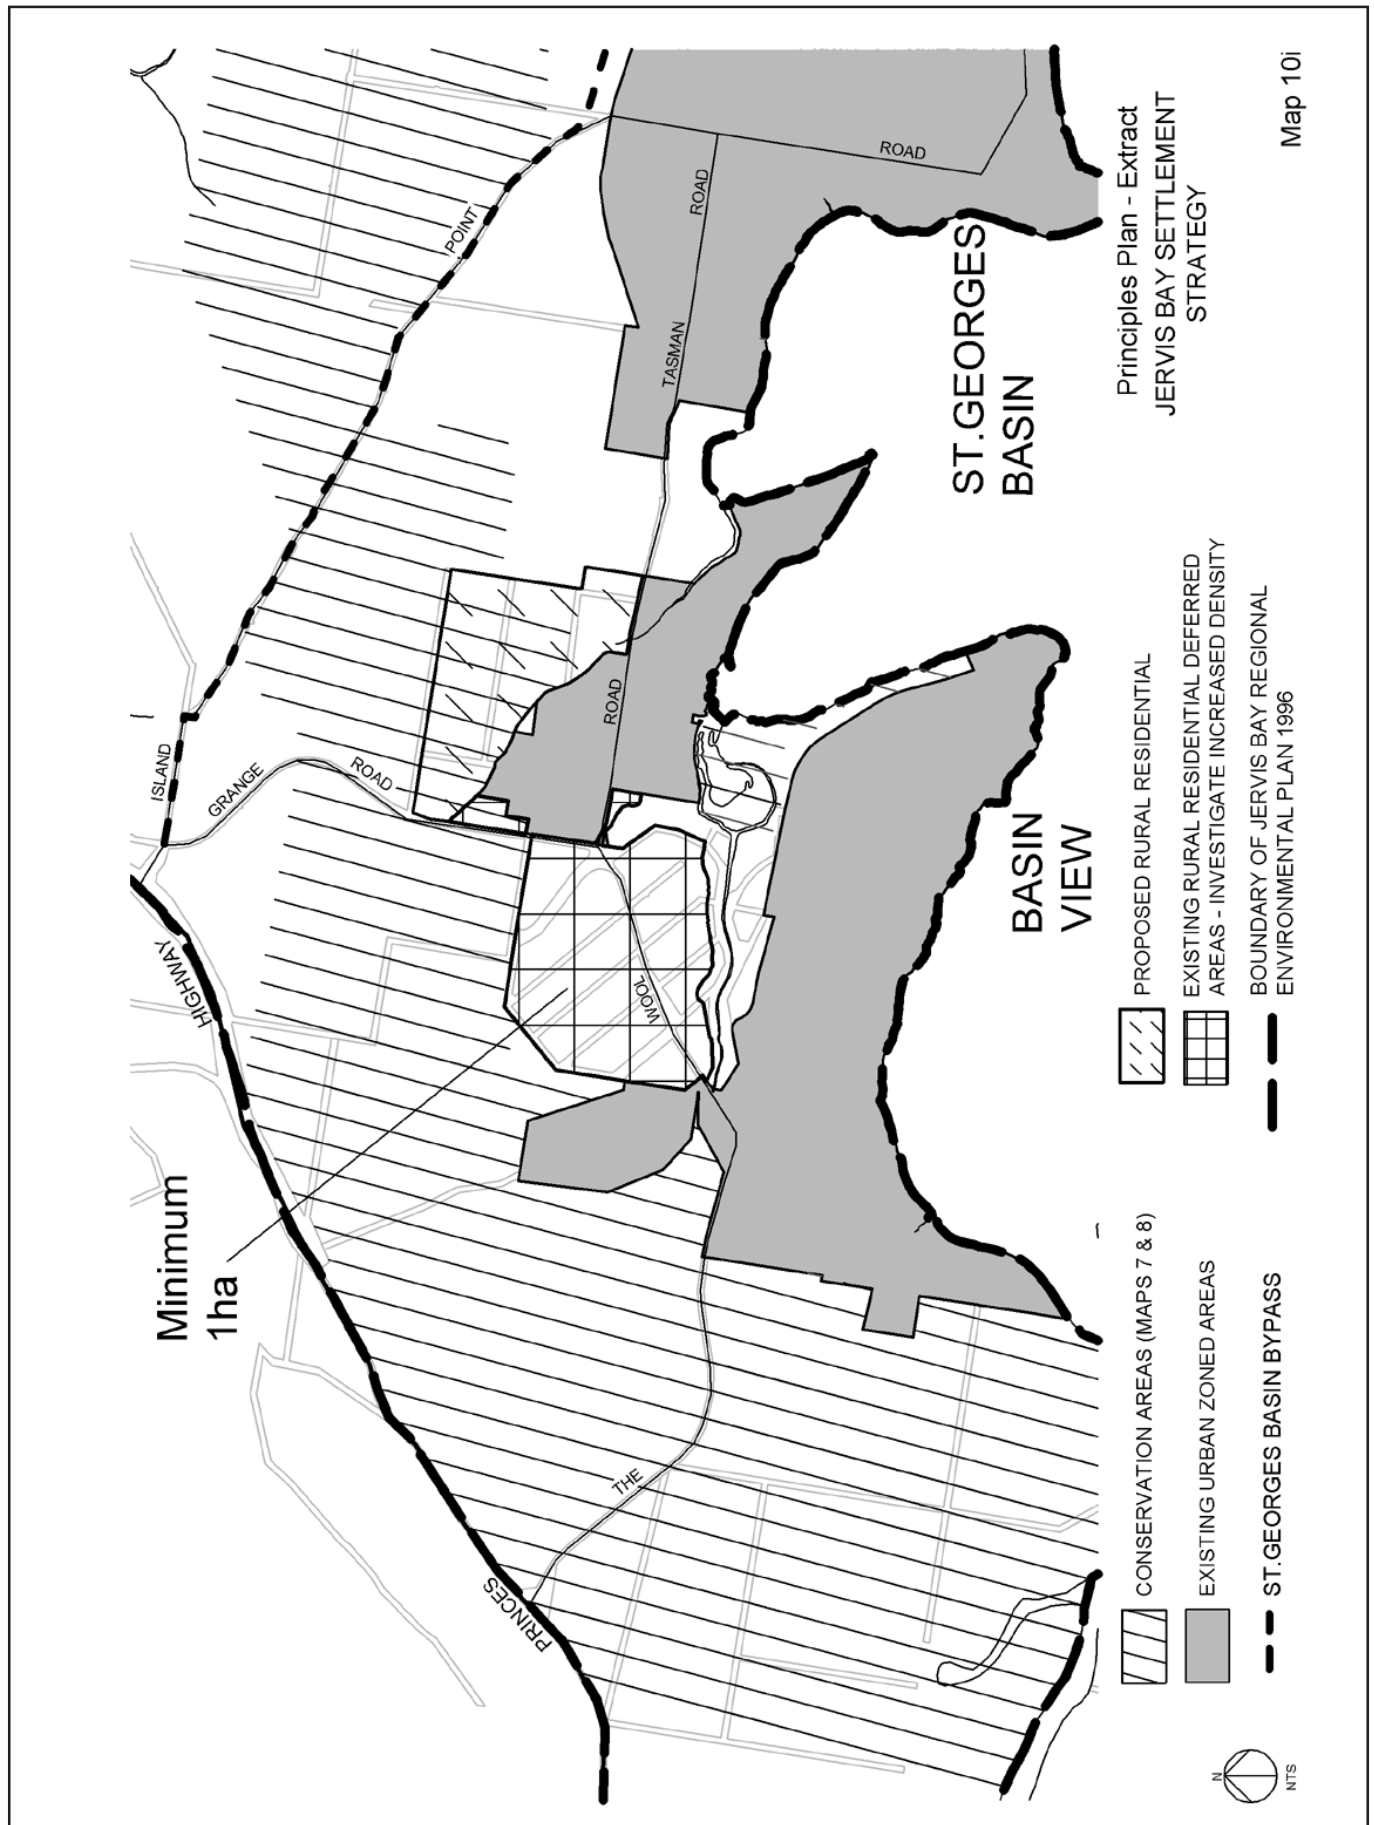 Minimum
1ha
PRINCES
HIGHWAY
ISLAND
POINT
GRANGE
ROAD
THE
WOOL
ROAD
TASMAN
ROAD
ROAD
BASIN
VIEW
ST.GEORGES
BASIN
CONSERVATION AREAS (MAPS 7 & 8)
EXISTING URBAN ZONED AREAS
ST.GEORGES BASIN BYPASS
PROPOSED RURAL RESIDENTIAL
EXISTING RURAL RESIDENTIAL DEFERRED
AREAS - INVESTIGATE INCREASED DENSITY
BOUNDARY OF JERVIS BAY REGIONAL
ENVIRONMENTAL PLAN 1996
Principles Plan - Extract
JERVIS BAY SETTLEMENT
STRATEGY
Map 10i
N
NTS